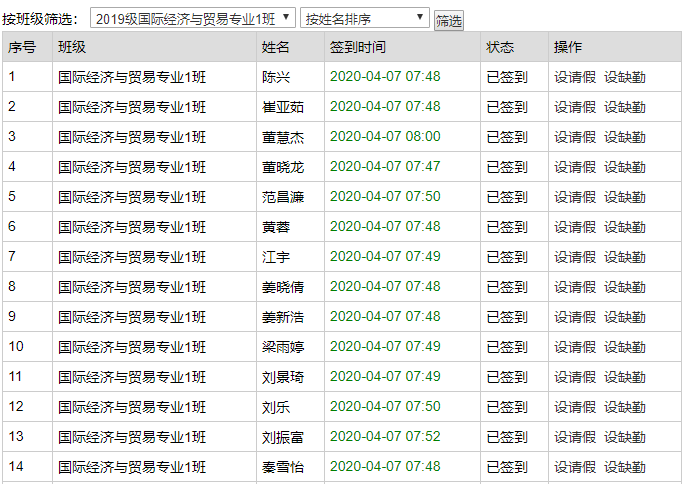 按班级筛选： 2019级国际经济与贸易专业1班 按姓名排序 筛选
序号 班级 姓名 签到时间 状态 操作
1 国际经济与贸易专业1班 陈兴 2020-04-07 07:48 已签到 设请假 设缺勤
2 国际经济与贸易专业1班 崔亚茹 2020-04-07 07:48 已签到 设请假 设缺勤
3 国际经济与贸易专业1班 董慧杰 2020-04-07 08:00 已签到 设请假 设缺勤
4 国际经济与贸易专业1班 董晓龙 2020-04-07 07:47 已签到 设请假 设缺勤
5 国际经济与贸易专业1班 范昌濂 2020-04-07 07:50 已签到 设请假 设缺勤
6 国际经济与贸易专业1班 黄蓉 2020-04-07 07:48 已签到 设请假 设缺勤
7 国际经济与贸易专业1班 江宇 2020-04-07 07:49 已签到 设请假 设缺勤
8 国际经济与贸易专业1班 姜晓倩 2020-04-07 07:48 已签到 设请假 设缺勤
9 国际经济与贸易专业1班 姜新浩 2020-04-07 07:48 已签到 设请假 设缺勤
10 国际经济与贸易专业1班 梁雨婷 2020-04-07 07:49 已签到 设请假 设缺勤
11 国际经济与贸易专业1班 刘景琦 2020-04-07 07:49 已签到 设请假 设缺勤
12 国际经济与贸易专业1班 刘乐 2020-04-07 07:50 已签到 设请假 设缺勤
13 国际经济与贸易专业1班 刘振富 2020-04-07 07:52 已签到 设请假 设缺勤
14 国际经济与贸易专业1班 秦雪怡 2020-04-07 07:48 已签到 设请假 设缺勤